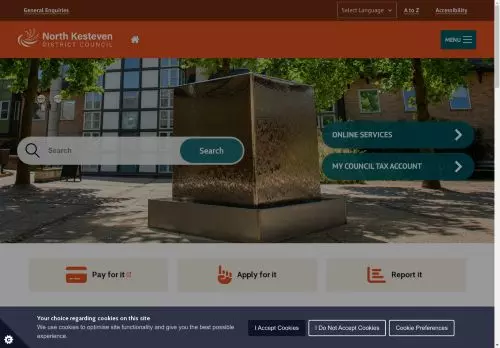 General Enquiries
Select Language
A to Z
Accessibility
North Kesteven
DISTRICT COUNCIL
MENU
Search
Search
ONLINE SERVICES
MY COUNCIL TAX ACCOUNT
Pay for it
Apply for it
Report it
Your choice regarding cookies on this site
We use cookies to optimise site functionality and give you the best possible
experience.
I Accept Cookies
I Do Not Accept Cookies
Cookie Preferences